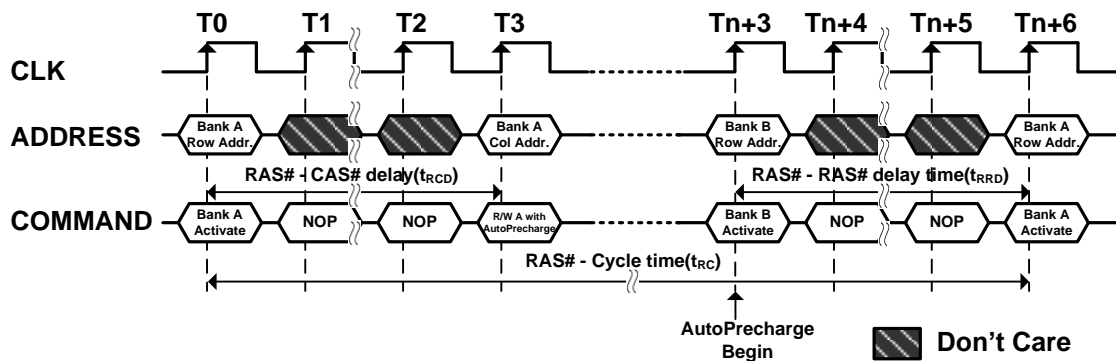 T0 T1 T2 T3 Tn+3 Tn+4 Tn+5 Tn+6
CLK
ADDRESS
Bank A
Row Addr.
Bank A
Col Addr.
Bank B
Row Addr.
Bank A
Row Addr.
RAS# - CAS# delay(tRCD)
RAS# - RAS# delay time(tRRD)
COMMAND
Bank A
Activate
NOP
NOP
R/W A with
AutoPrecharge
Bank B
Activate
NOP
NOP
Bank A
Activate
RAS# - Cycle time(tRC)
AutoPrecharge
Begin
Don't Care